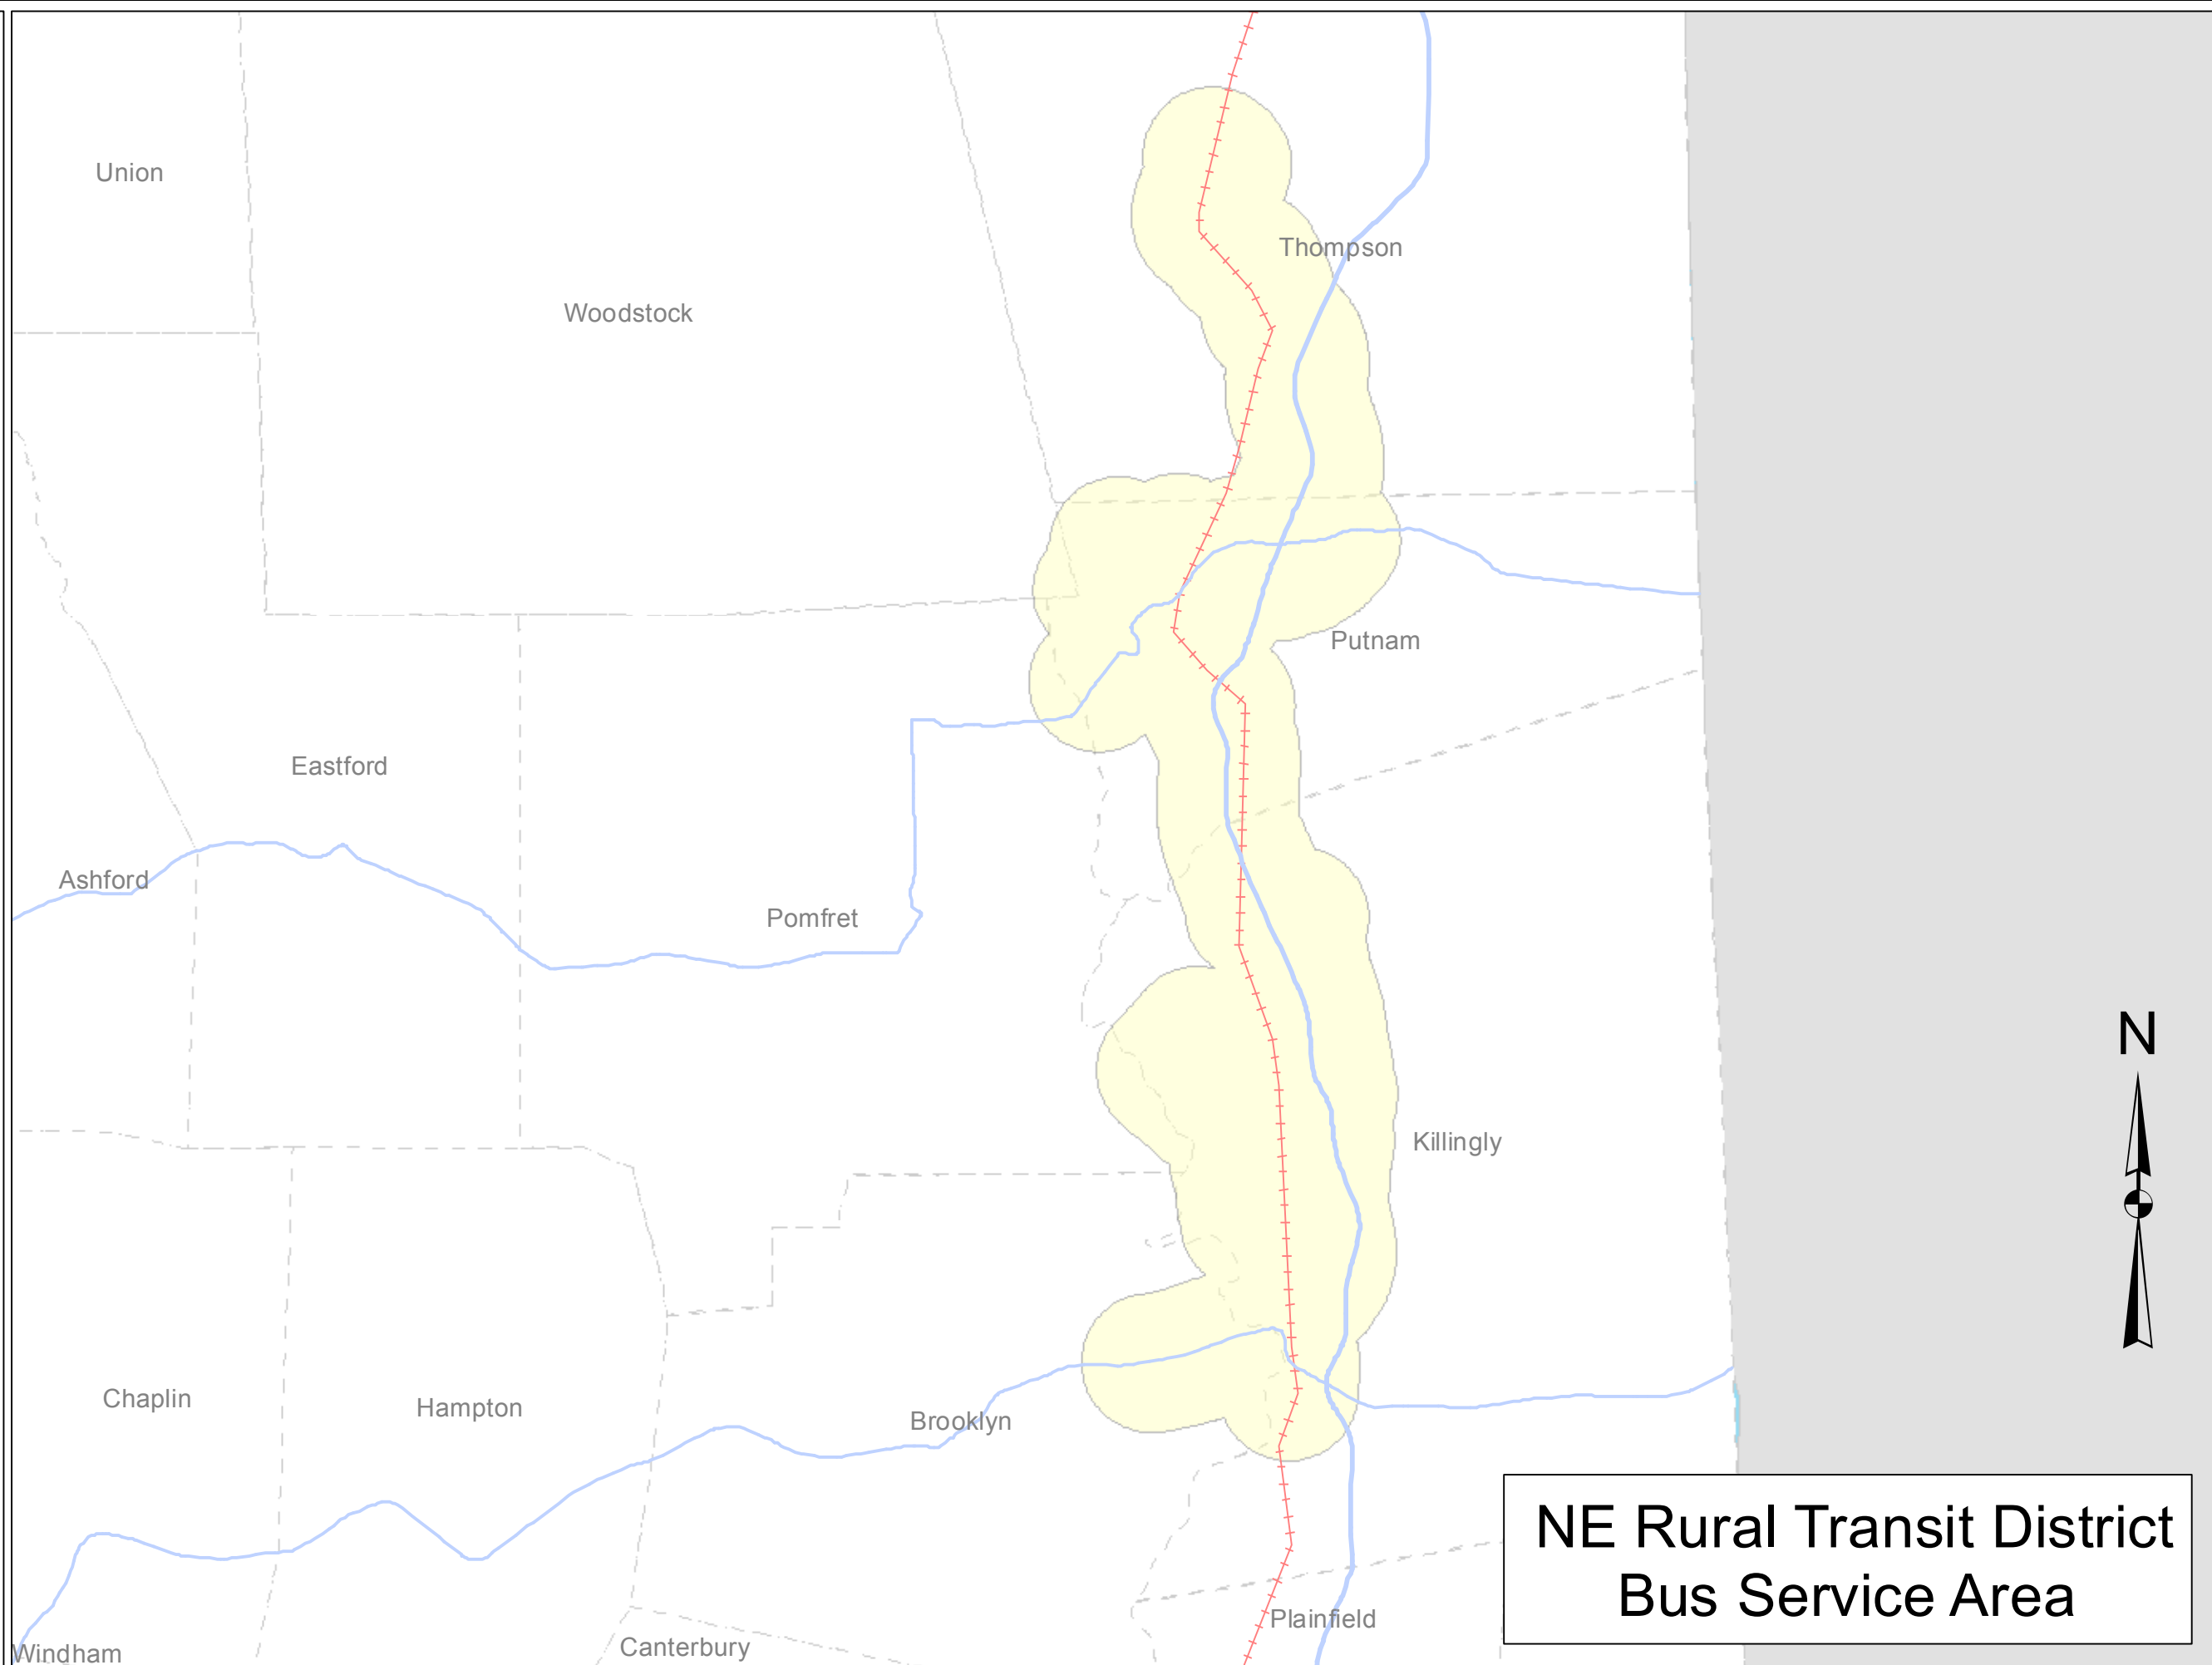 Union
Thompson
Woodstock
Putnam
Eastford
Ashford
Pomfret
N
Killingly
Chaplin
Hampton
Brooklyn
NE Rural Transit District
Bus Service Area
Plainfield
Canterbury
Windham